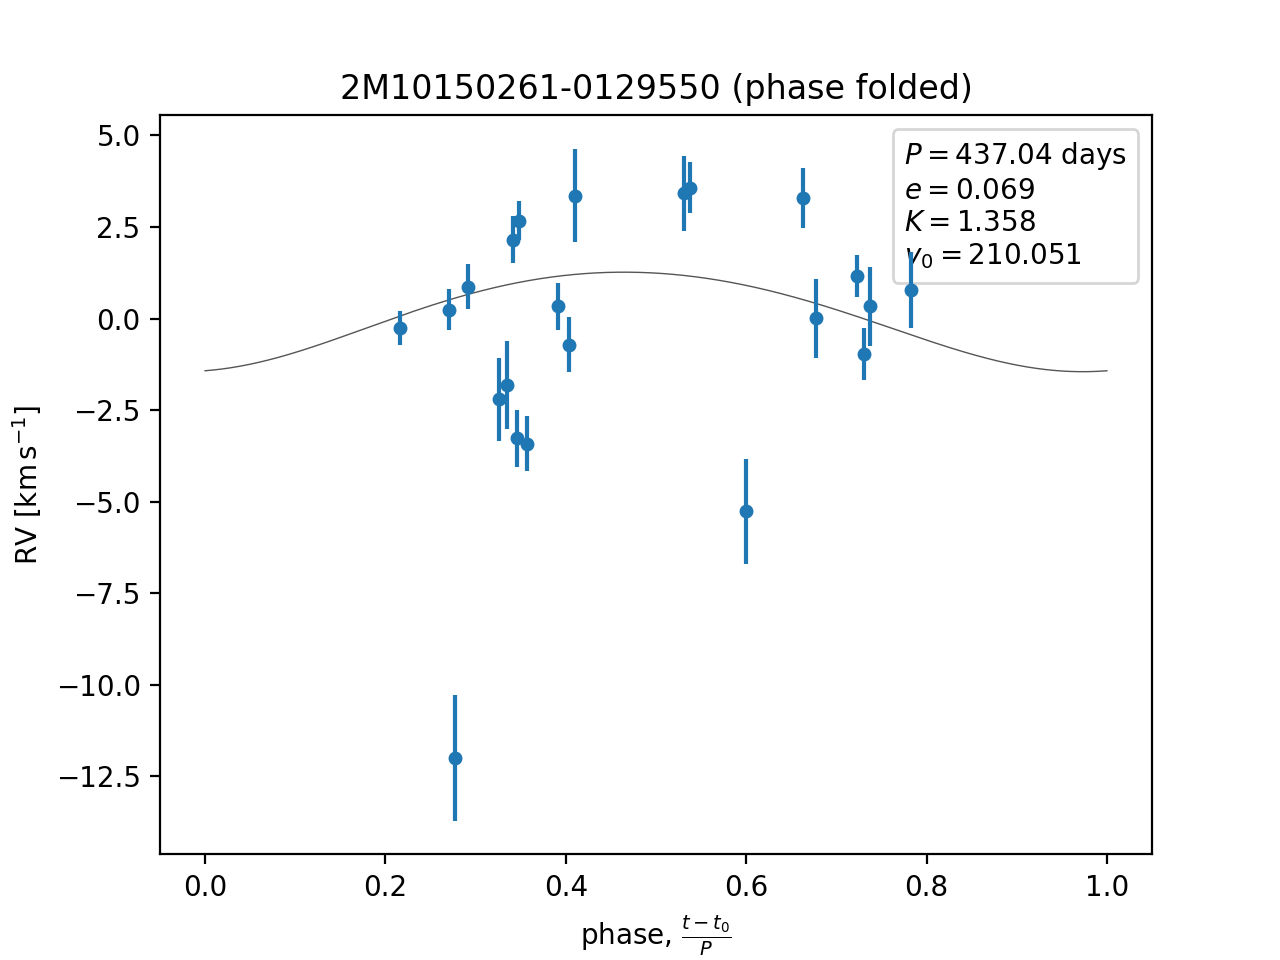 2M10150261-0129550 (phase folded)
P = 437.04 days
e = 0.069
K = 1.358
v₀ = 210.051
5.0
2.5
0.0
−2.5
−5.0
−7.5
−10.0
−12.5
RV [km s⁻¹]
0.0 0.2 0.4 0.6 0.8 1.0
phase, (t − t₀)/P